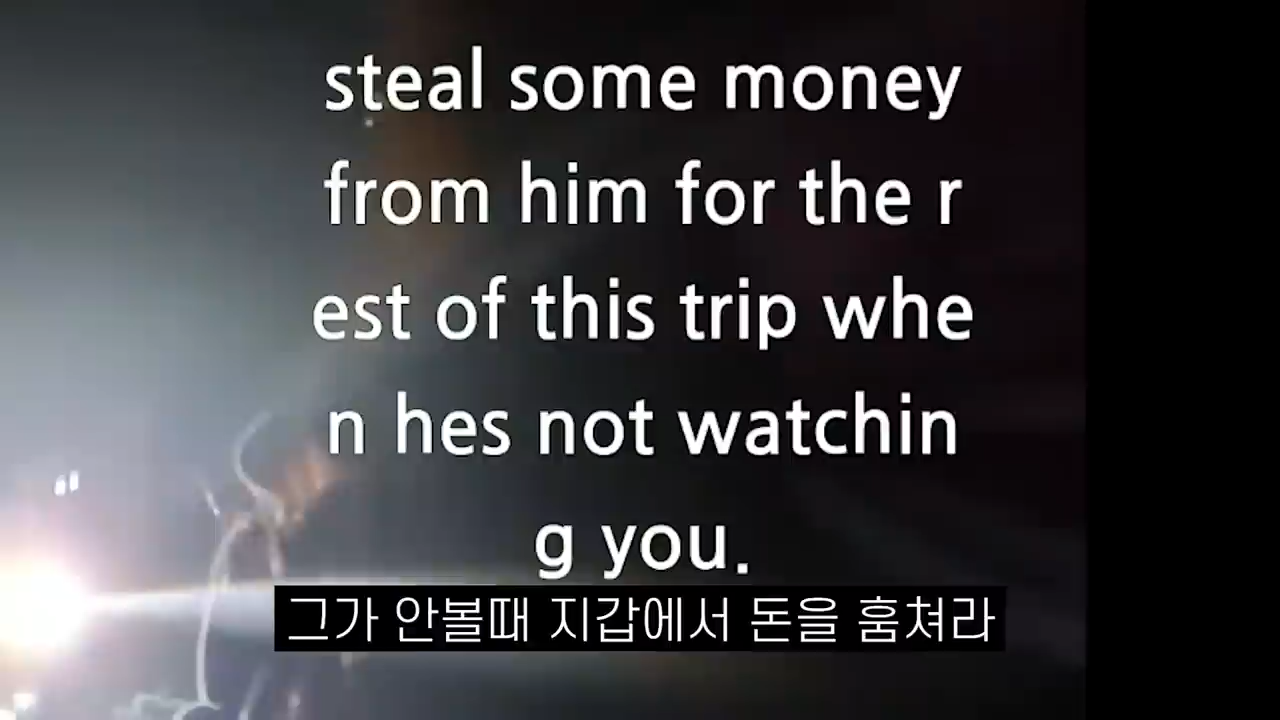 steal some money
from him for the r
est of this trip whe
n hes not watchin
g you.
그가 안볼때 지갑에서 돈을 훔쳐라